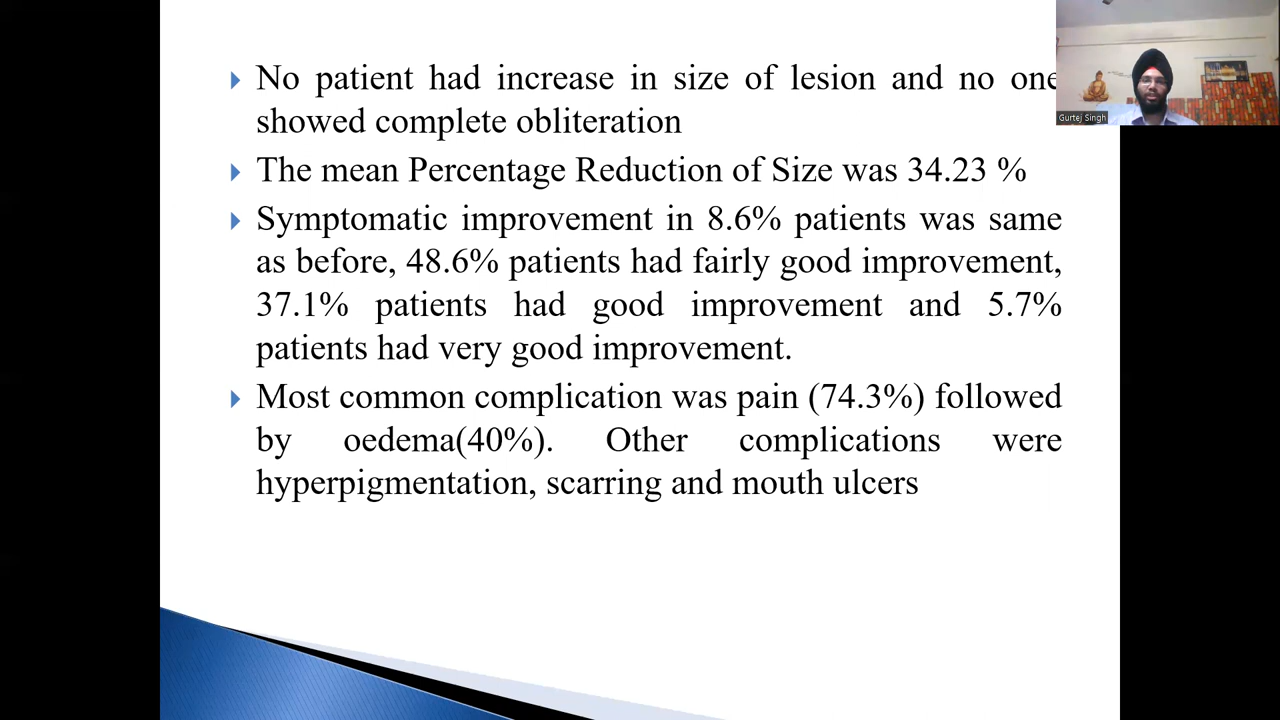 No patient had increase in size of lesion and no one
showed complete obliteration
The mean Percentage Reduction of Size was 34.23 %
Symptomatic improvement in 8.6% patients was same
as before, 48.6% patients had fairly good improvement,
37.1% patients had good improvement and 5.7%
patients had very good improvement.
Most common complication was pain (74.3%) followed
by oedema(40%). Other complications were
hyperpigmentation, scarring and mouth ulcers
Gurtej Singh